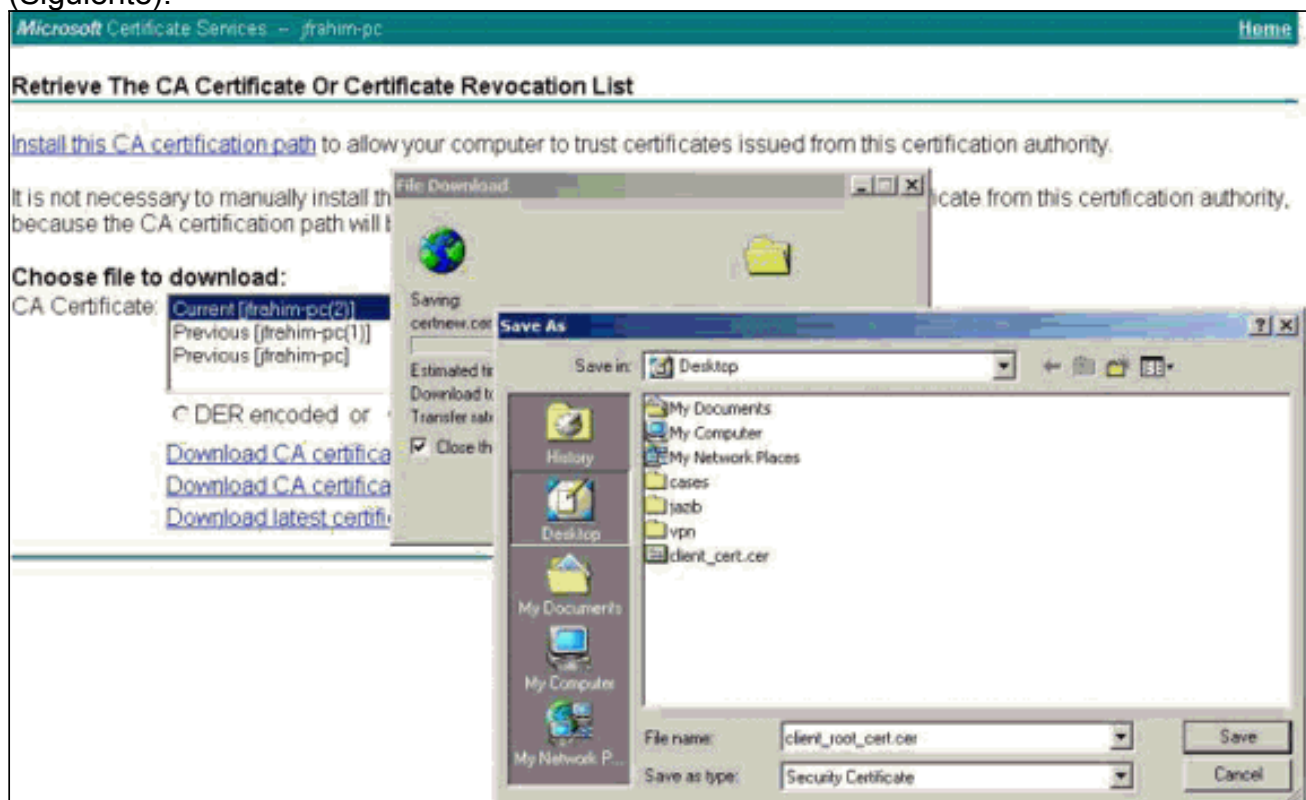 (Siguiente).
Microsoft Certificate Services -- jfrahim-pc Home
Retrieve The CA Certificate Or Certificate Revocation List
Install this CA certification path to allow your computer to trust certificates issued from this certification authority.
It is not necessary to manually install th
icate from this certification authority,
because the CA certification path will b
Choose file to download:
CA Certificate:
Current [jfrahim-pc(2)]
Previous [jfrahim-pc(1)]
Previous [jfrahim-pc]
DER encoded or
Download CA certifica
Download CA certifica
Download latest certifi
File Download
Saving:
certnew.cer
Estimated tim
Download to
Transfer rate
Close th
Save As
Save in: Desktop
History
Desktop
My Documents
My Computer
My Network P...
My Documents
My Computer
My Network Places
cases
jazib
vpn
client_cert.cer
File name: client_root_cert.cer Save
Save as type: Security Certificate Cancel